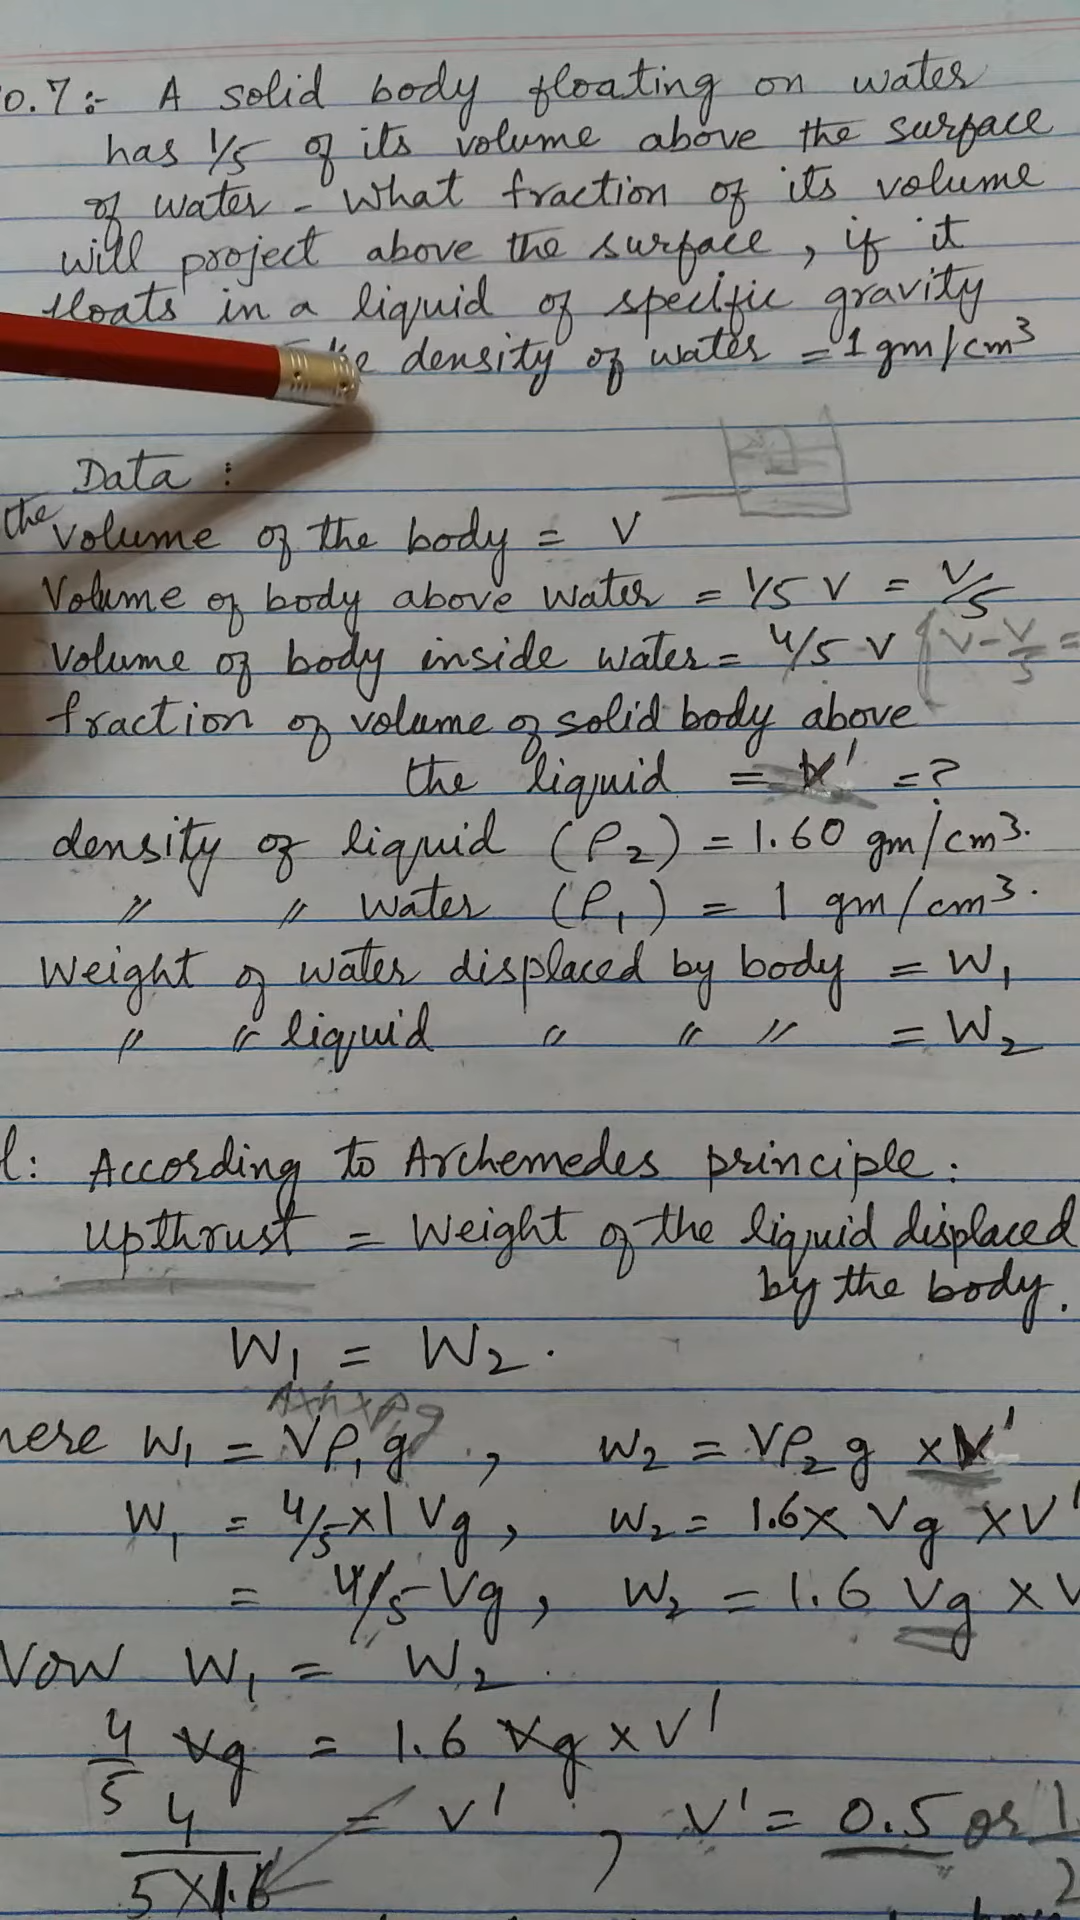 0.7:- A solid body floating on water
has 1/5 of its volume above the surface
of water - What fraction of its volume
will project above the surface, if it
floats in a liquid of specific gravity
the density of water = 1 gm/cm³
Data :
the Volume of the body = V
Volume of body above water = 1/5 V = V/5
Volume of body inside water = 4/5 V { V - V/5 =
fraction of volume of solid body above
the liquid = V' = ?
density of liquid (ρ₂) = 1.60 gm/cm³.
〃 〃 water (ρ₁) = 1 gm/cm³.
Weight of water displaced by body = W₁
〃 〃 liquid 〃 〃 〃 = W₂
l: According to Archemedes principle:
Upthrust = Weight of the liquid displaced
by the body.
W₁ = W₂.
A×h×ρg
here W₁ = Vρ₁g , W₂ = Vρ₂g × V'
W₁ = 4/5×1 Vg, W₂ = 1.6× Vg ×V'
= 4/5 Vg, W₂ = 1.6 Vg × V
Now W₁ = W₂.
4/5 Vg = 1.6 Vg × V'
4/5×1.6 = V' , V' = 0.5 or 1/2